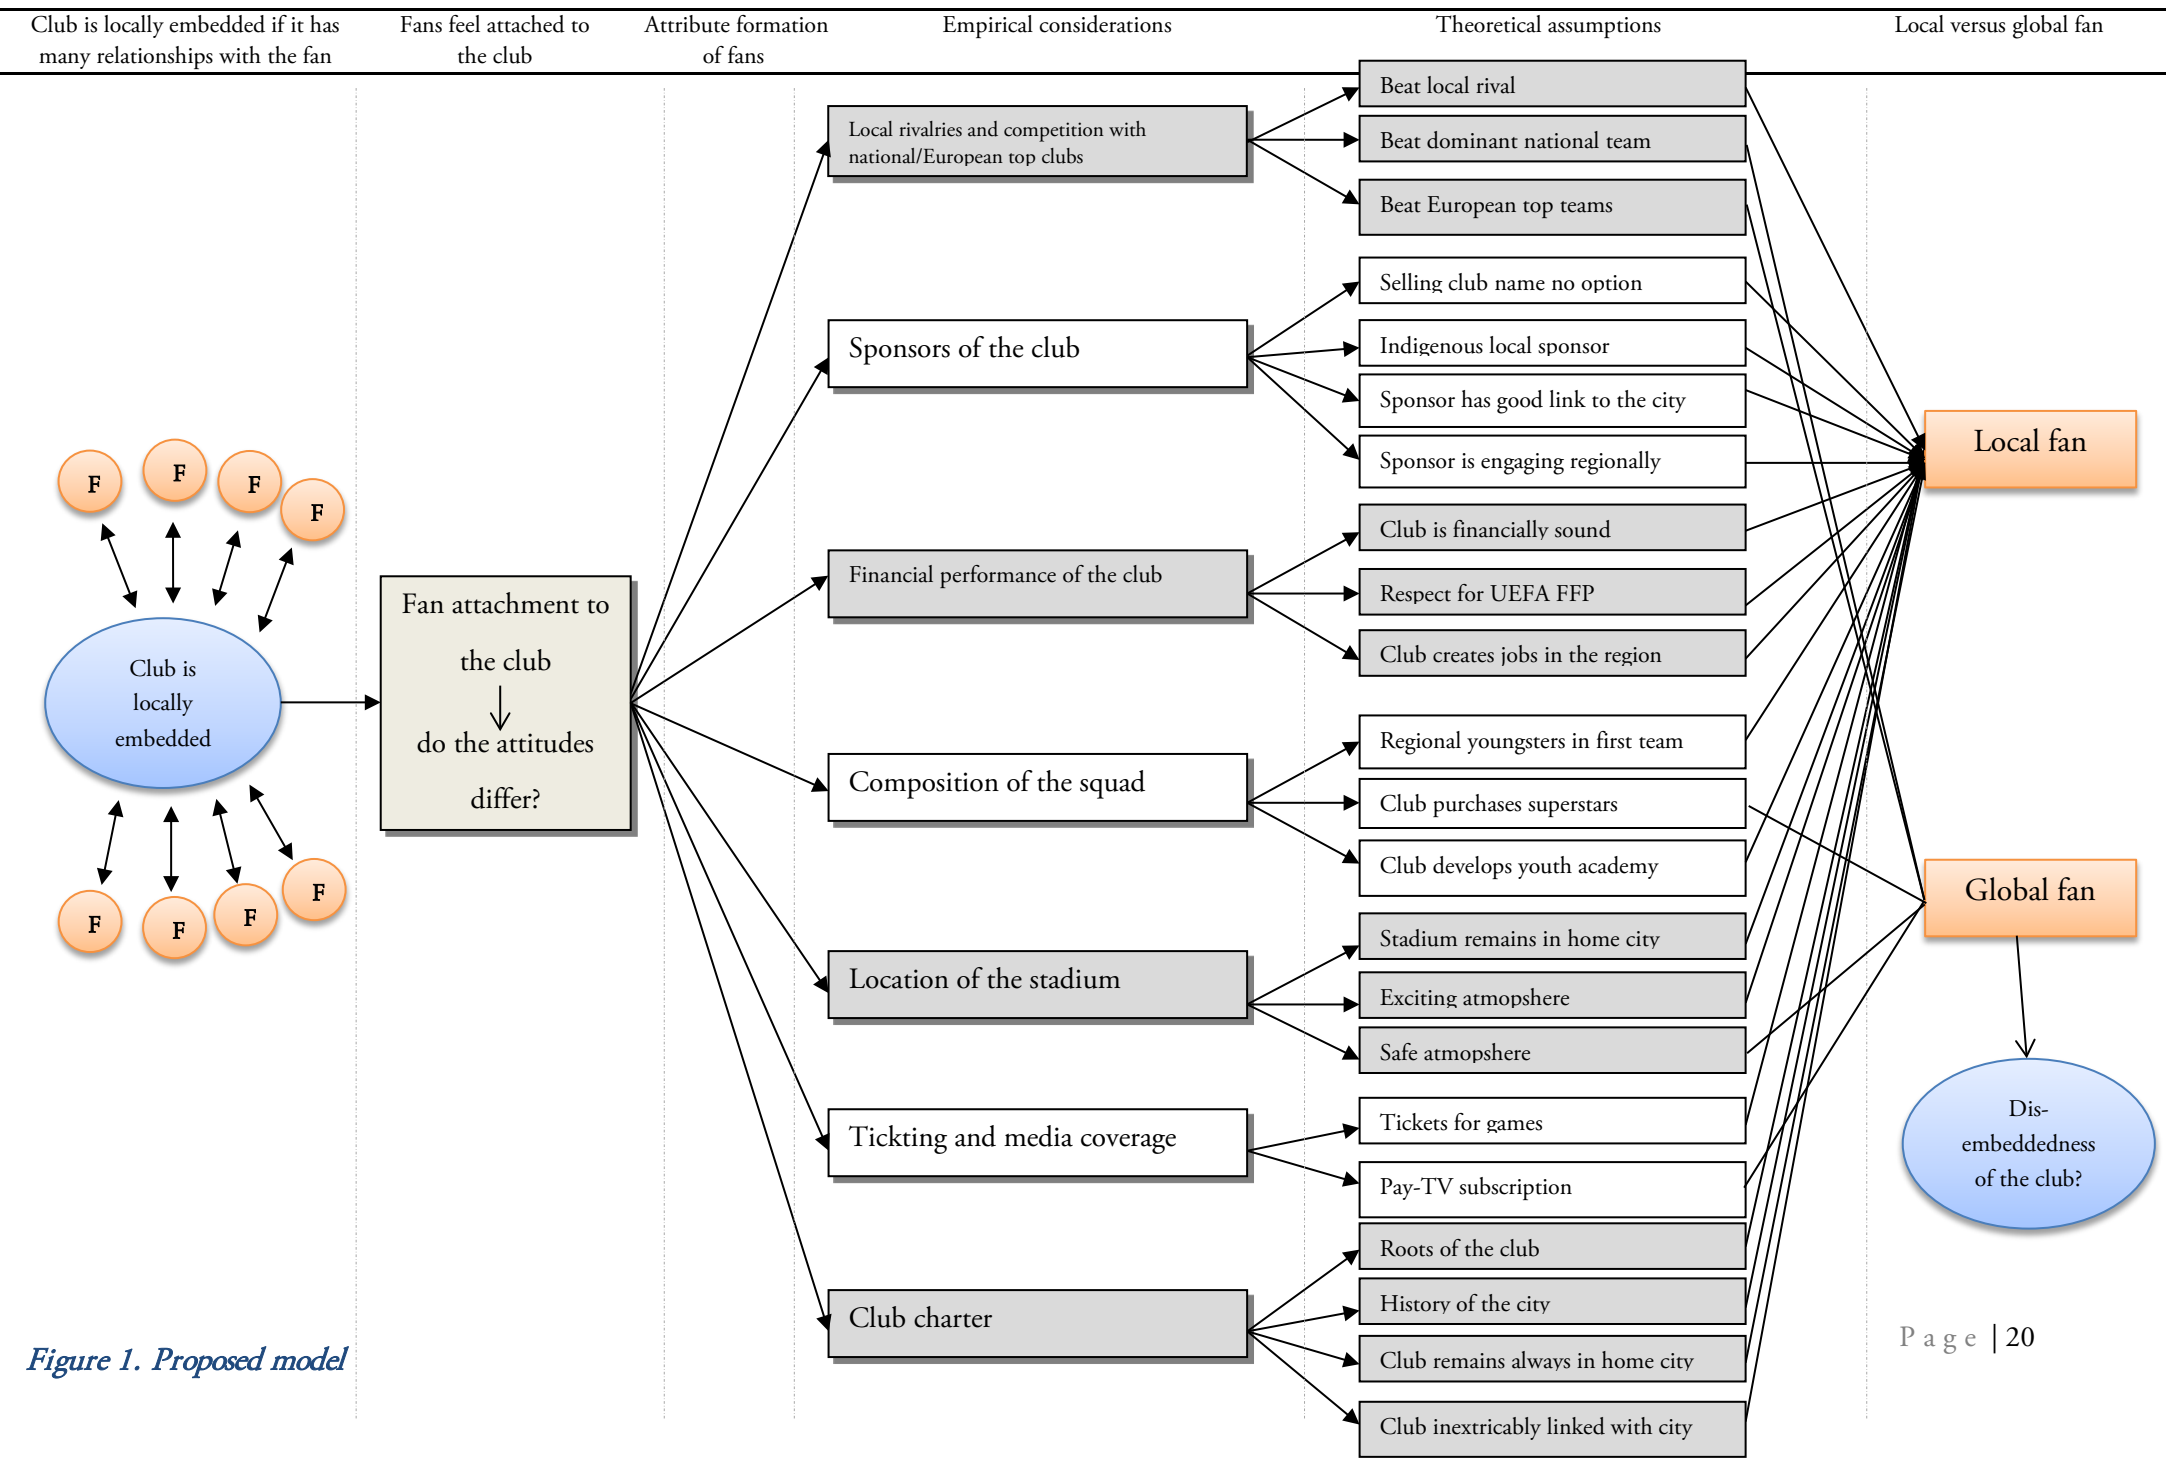 Club is locally embedded if it has
many relationships with the fan
Fans feel attached to
the club
Attribute formation
of fans
Empirical considerations
Theoretical assumptions
Local versus global fan
F
F
F
F
Club is
locally
embedded
F
F
F
F
Fan attachment to
the club
do the attitudes
differ?
Local rivalries and competition with
national/European top clubs
Sponsors of the club
Financial performance of the club
Composition of the squad
Location of the stadium
Tickting and media coverage
Club charter
Beat local rival
Beat dominant national team
Beat European top teams
Selling club name no option
Indigenous local sponsor
Sponsor has good link to the city
Sponsor is engaging regionally
Club is financially sound
Respect for UEFA FFP
Club creates jobs in the region
Regional youngsters in first team
Club purchases superstars
Club develops youth academy
Stadium remains in home city
Exciting atmopshere
Safe atmopshere
Tickets for games
Pay-TV subscription
Roots of the club
History of the city
Club remains always in home city
Club inextricably linked with city
Local fan
Global fan
Dis-
embeddedness
of the club?
Figure 1. Proposed model
Page | 20